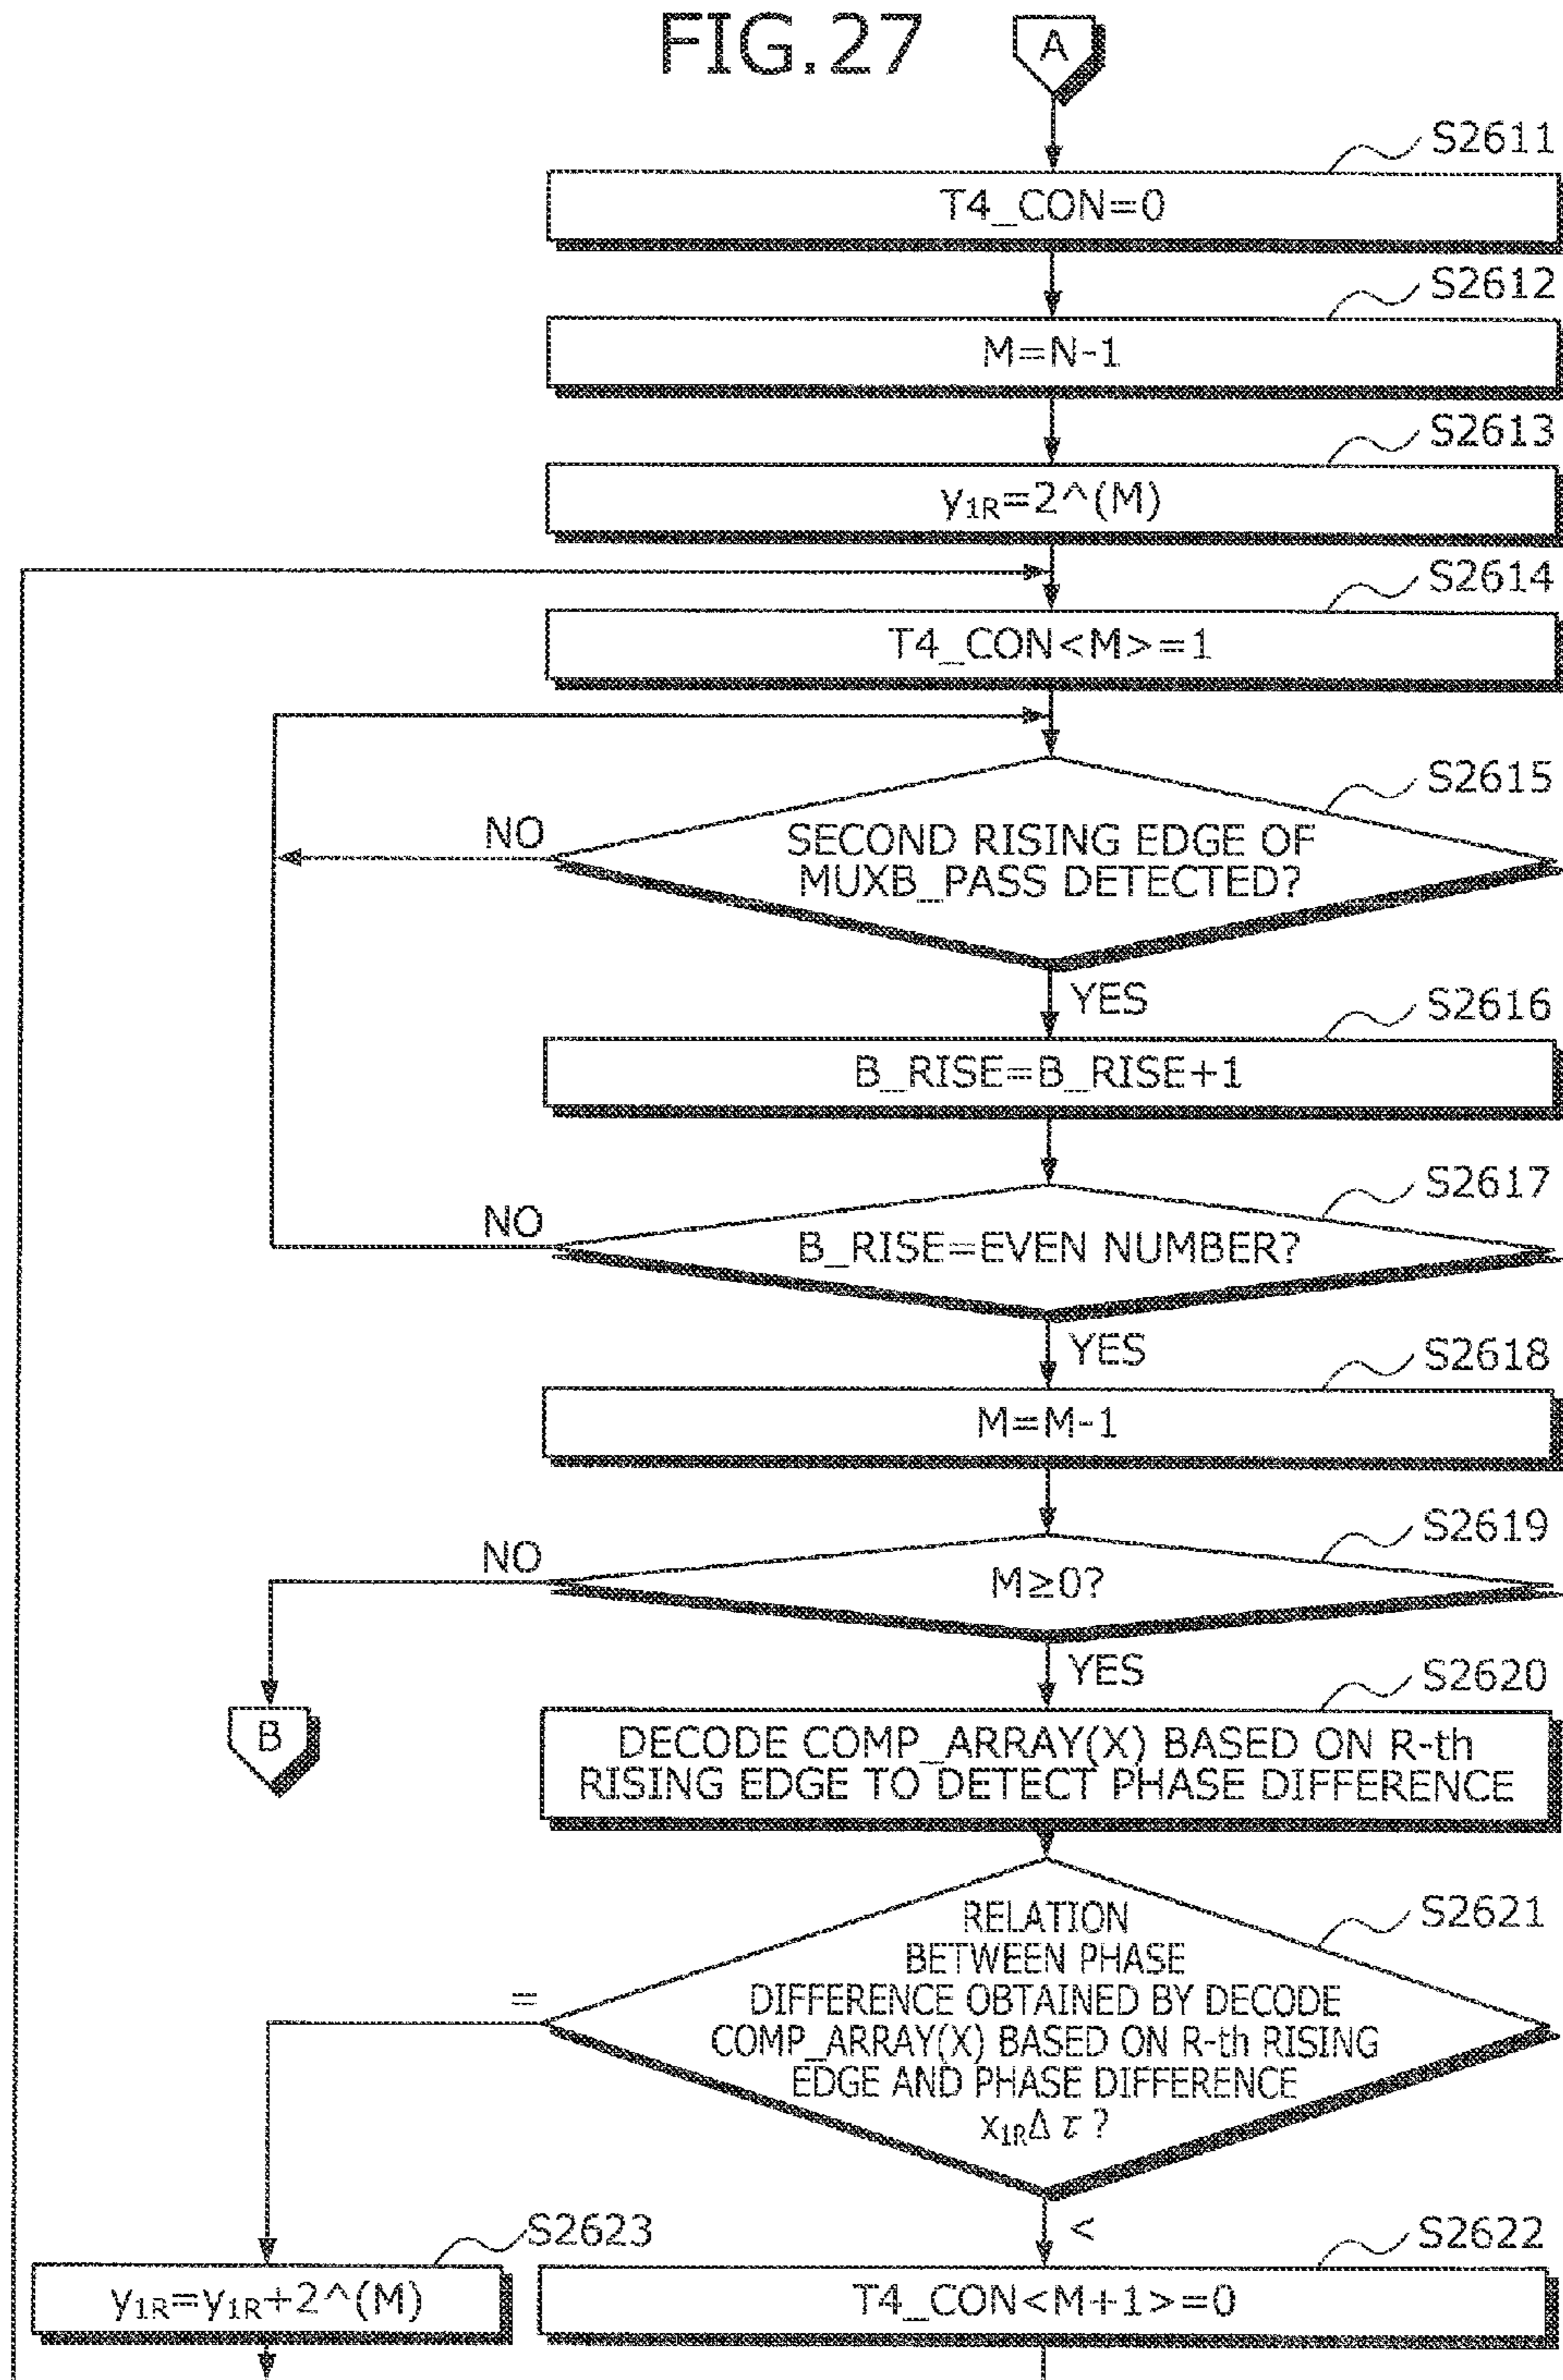 FIG.27
A
S2611
T4_CON=0
S2612
M=N-1
S2613
y1R=2^(M)
S2614
T4_CON<M>=1
S2615
NO
SECOND RISING EDGE OF
MUXB_PASS DETECTED?
YES
S2616
B_RISE=B_RISE+1
S2617
NO
B_RISE=EVEN NUMBER?
YES
S2618
M=M-1
S2619
NO
M≥0?
YES
S2620
B
DECODE COMP_ARRAY(X) BASED ON R-th
RISING EDGE TO DETECT PHASE DIFFERENCE
S2621
RELATION
BETWEEN PHASE
=
DIFFERENCE OBTAINED BY DECODE
COMP_ARRAY(X) BASED ON R-th RISING
EDGE AND PHASE DIFFERENCE
x1RΔτ?
<
S2623
S2622
y1R=y1R+2^(M)
T4_CON<M+1>=0